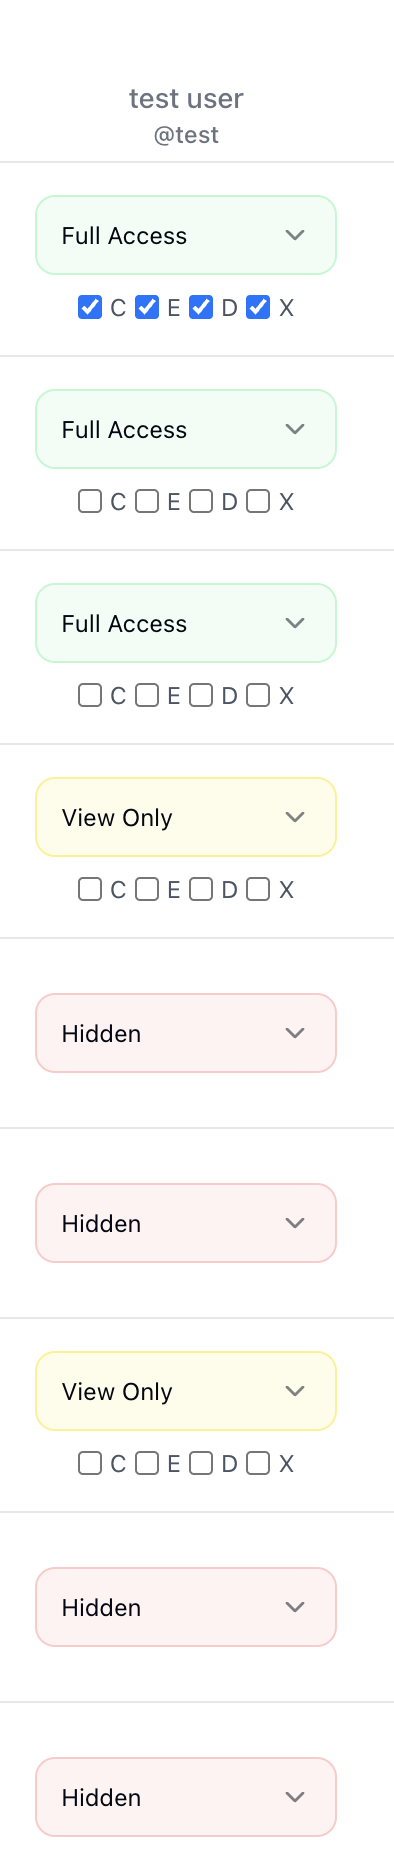 test user
@test
Full Access
C E D X
Full Access
C E D X
Full Access
C E D X
View Only
C E D X
Hidden
Hidden
View Only
C E D X
Hidden
Hidden